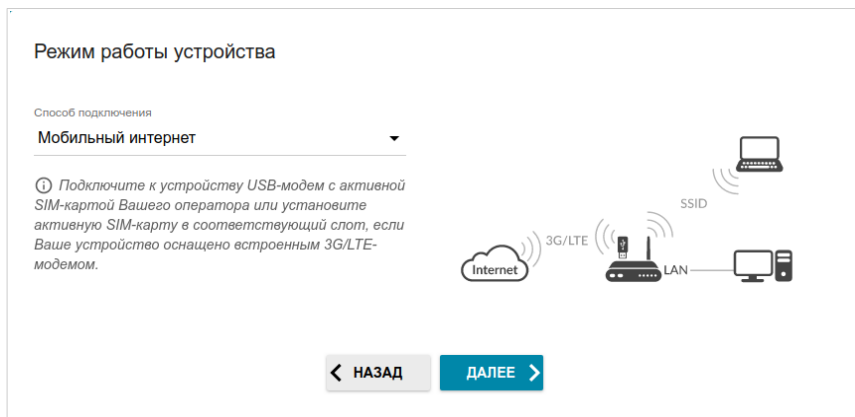 Режим работы устройства
Способ подключения
Мобильный интернет
Подключите к устройству USB-модем с активной
SIM-картой Вашего оператора или установите
активную SIM-карту в соответствующий слот, если
Ваше устройство оснащено встроенным 3G/LTE-
модемом.
SSID
3G/LTE
Internet
LAN
НАЗАД
ДАЛЕЕ